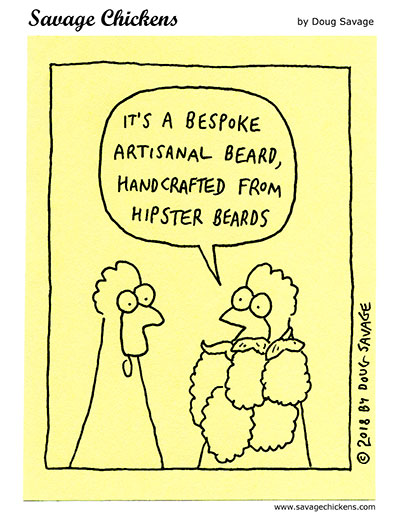 Savage Chickens
by Doug Savage
IT'S A BESPOKE
ARTISANAL BEARD,
HANDCRAFTED FROM
HIPSTER BEARDS
© 2018 BY DOUG SAVAGE
www.savagechickens.com